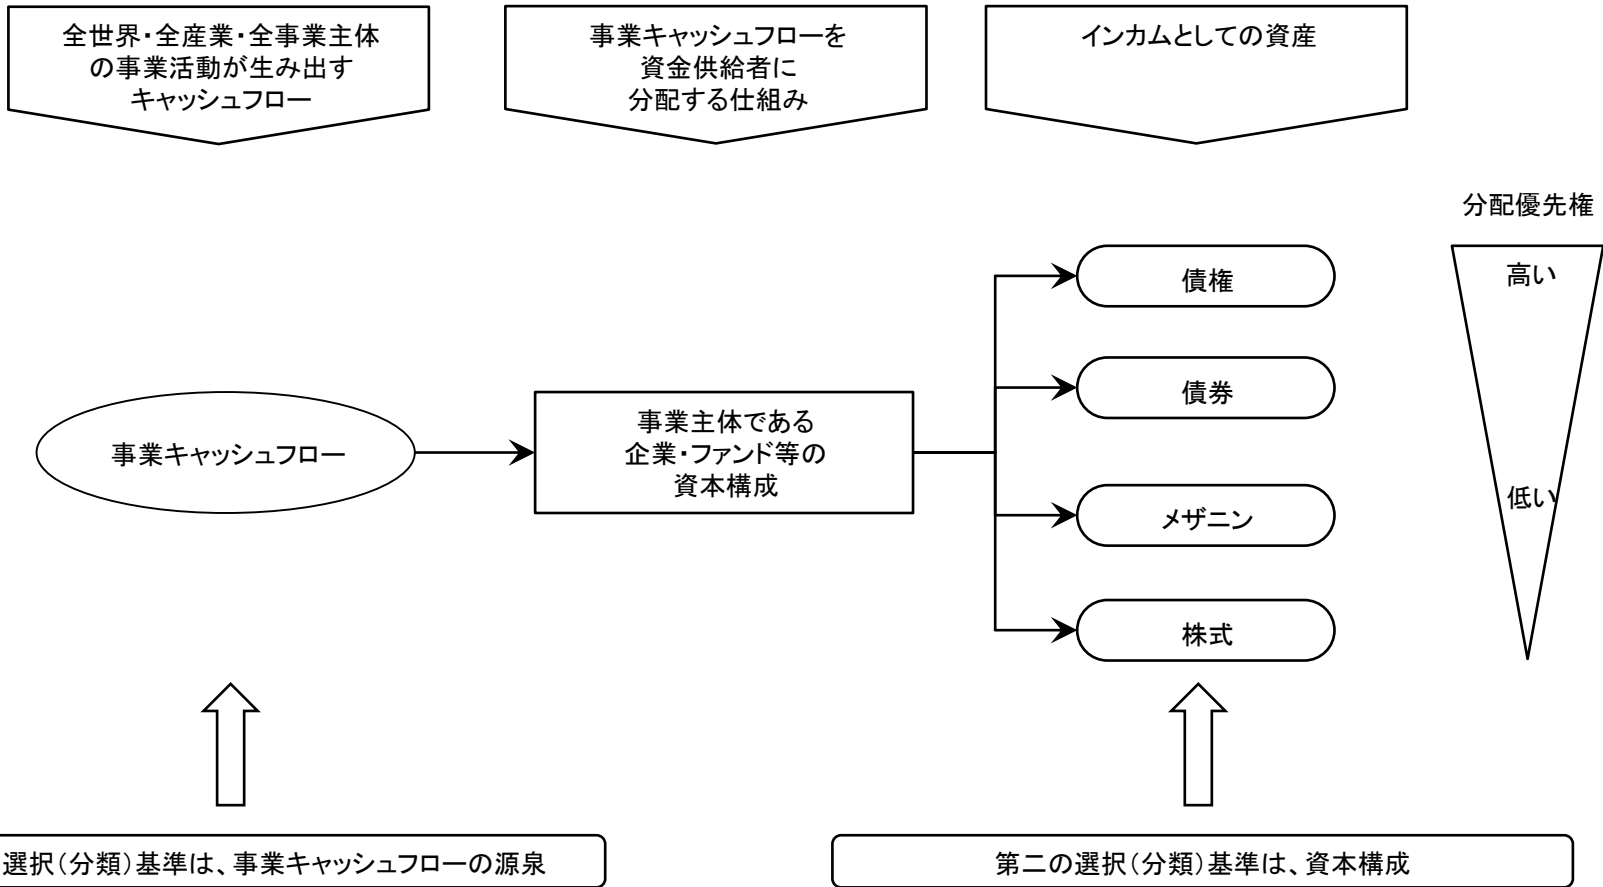 全世界・全産業・全事業主体
の事業活動が生み出す
キャッシュフロー
事業キャッシュフローを
資金供給者に
分配する仕組み
インカムとしての資産
分配優先権
高い
低い
債権
債券
メザニン
株式
事業キャッシュフロー
事業主体である
企業・ファンド等の
資本構成
選択（分類）基準は、事業キャッシュフローの源泉
第二の選択（分類）基準は、資本構成